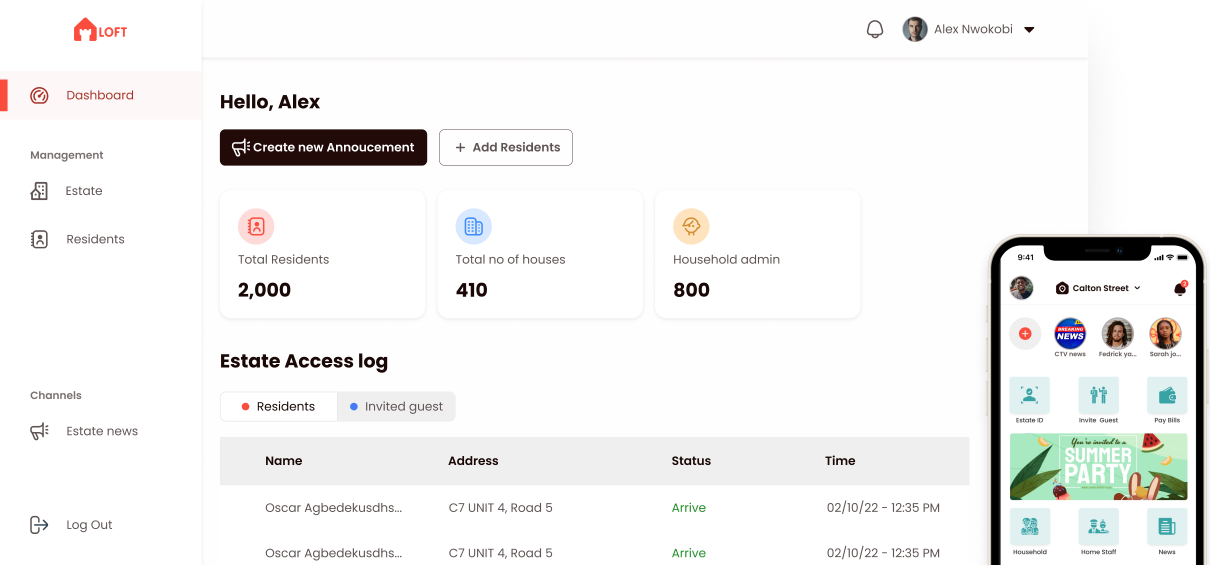 LOFT
Alex Nwokobi
Dashboard
Management
Estate
Residents
Channels
Estate news
Log Out
Hello, Alex
Create new Annoucement
+ Add Residents
Total Residents
2,000
Total no of houses
410
Household admin
800
Estate Access log
Residents
Invited guest
Name Address Status Time
Oscar Agbedekusdhs... C7 UNIT 4, Road 5 Arrive 02/10/22 - 12:35 PM
Oscar Agbedekusdhs... C7 UNIT 4, Road 5 Arrive 02/10/22 - 12:35 PM
9:41
Calton Street
BREAKING
NEWS
CTV news Fedrick ya... Sarah jo...
Estate ID Invite Guest Pay Bills
You're invited to a
SUMMER
PARTY
Household Home Staff News